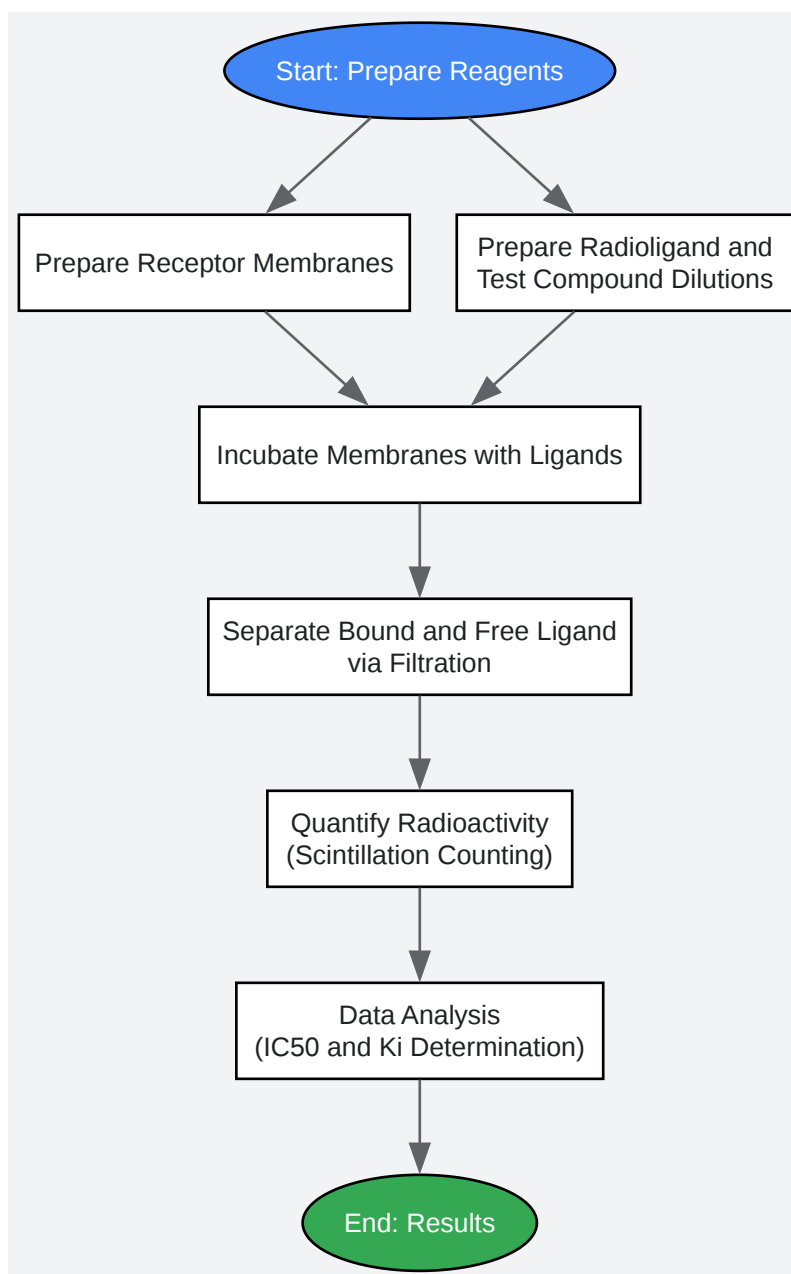 Start: Prepare Reagents
Prepare Receptor Membranes
Prepare Radioligand and
Test Compound Dilutions
Incubate Membranes with Ligands
Separate Bound and Free Ligand
via Filtration
Quantify Radioactivity
(Scintillation Counting)
Data Analysis
(IC50 and Ki Determination)
End: Results